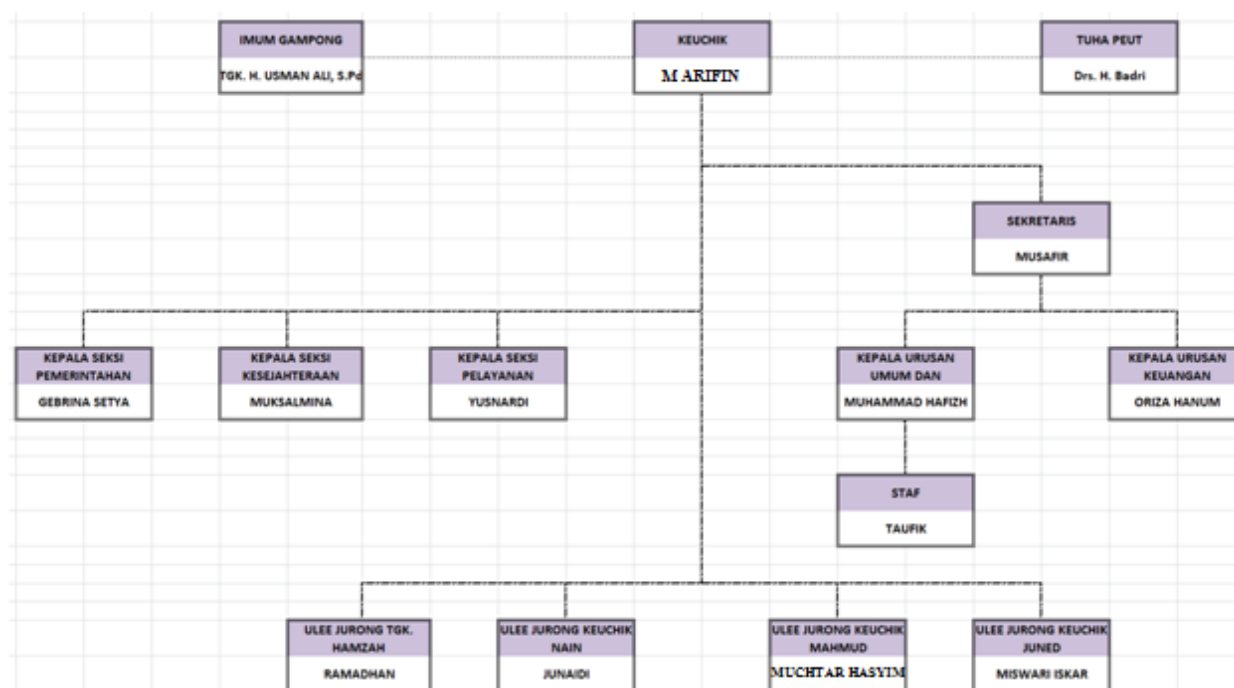 IMUM GAMPONG
TGK. H. USMAN ALI, S.Pd
KEUCHIK
M ARIFIN
TUHA PEUT
Drs. H. Badri
SEKRETARIS
MUSAFIR
KEPALA SEKSI
PEMERINTAHAN
GEBRINA SETYA
KEPALA SEKSI
KESEJAHTERAAN
MUKSALMINA
KEPALA SEKSI
PELAYANAN
YUSNARDI
KEPALA URUSAN
UMUM DAN
MUHAMMAD HAFIZH
KEPALA URUSAN
KEUANGAN
ORIZA HANUM
STAF
TAUFIK
ULEE JURONG TGK.
HAMZAH
RAMADHAN
ULEE JURONG KEUCHIK
NAIN
JUNAIDI
ULEE JURONG KEUCHIK
MAHMUD
MUCHTAR HASYIM
ULEE JURONG KEUCHIK
JUNED
MISWARI ISKAR